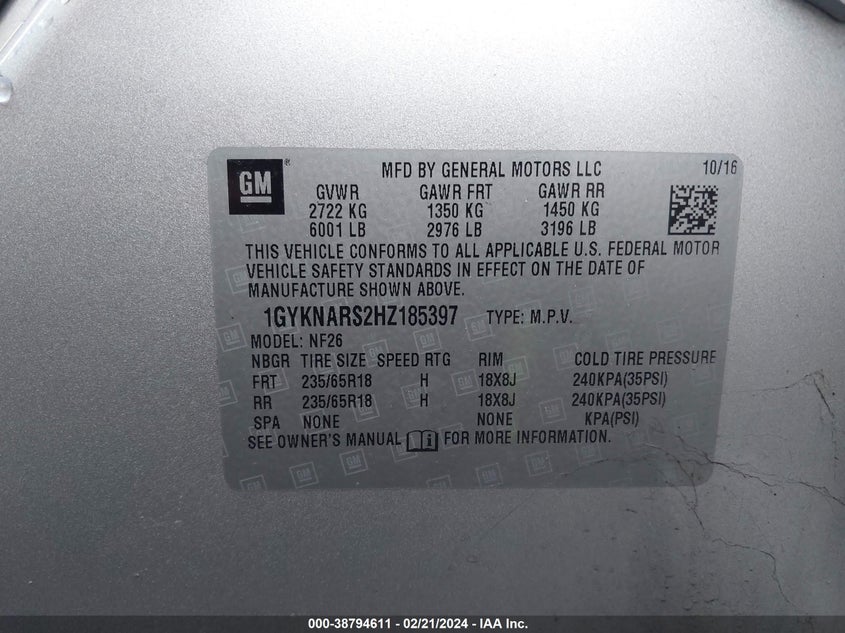 GM ® MFD BY GENERAL MOTORS LLC 10/16
GVWR GAWR FRT GAWR RR
2722 KG 1350 KG 1450 KG
6001 LB 2976 LB 3196 LB
THIS VEHICLE CONFORMS TO ALL APPLICABLE U.S. FEDERAL MOTOR
VEHICLE SAFETY STANDARDS IN EFFECT ON THE DATE OF
MANUFACTURE SHOWN ABOVE.
1GYKNARS2HZ185397 TYPE: M.P.V.
MODEL: NF26
NBGR TIRE SIZE SPEED RTG RIM COLD TIRE PRESSURE
FRT 235/65R18 H 18X8J 240KPA(35PSI)
RR 235/65R18 H 18X8J 240KPA(35PSI)
SPA NONE NONE KPA(PSI)
SEE OWNER'S MANUAL FOR MORE INFORMATION.
000-38794611 - 02/21/2024 - IAA Inc.